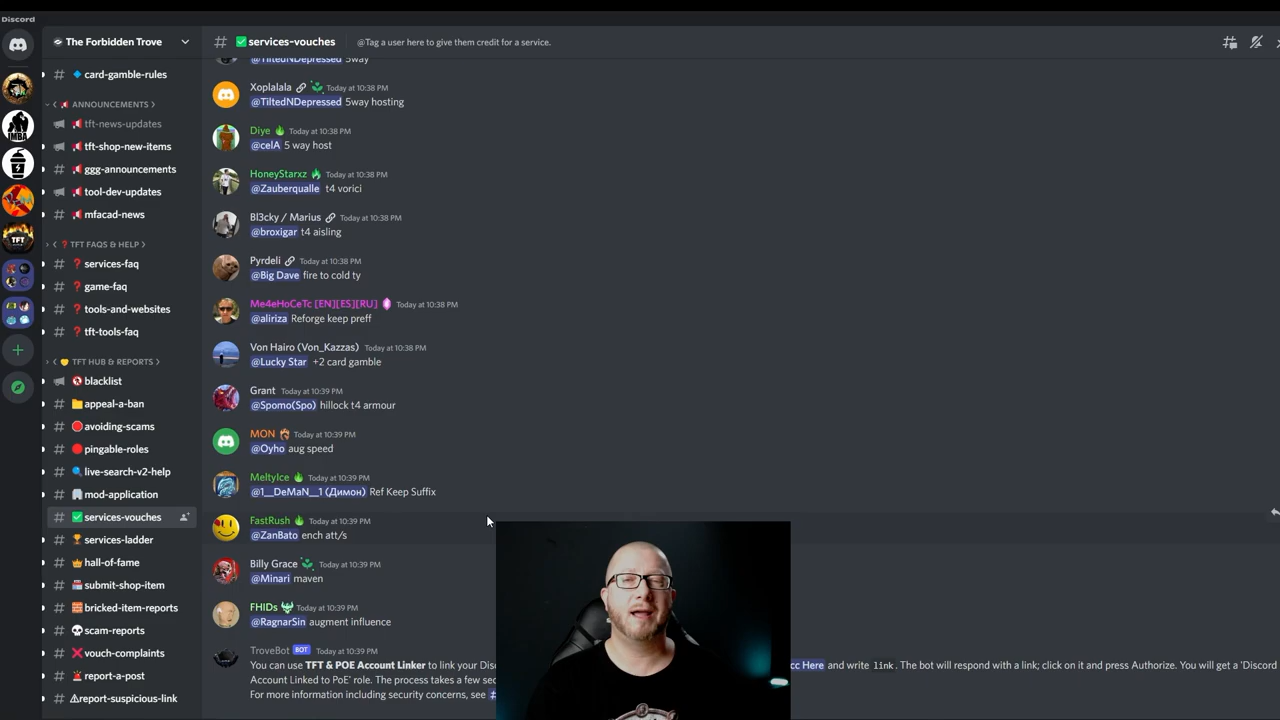 Discord
The Forbidden Trove
card-gamble-rules
ANNOUNCEMENTS
tft-news-updates
tft-shop-new-items
ggg-announcements
tool-dev-updates
mfacad-news
TFT FAQS & HELP
services-faq
game-faq
tools-and-websites
tft-tools-faq
TFT HUB & REPORTS
blacklist
appeal-a-ban
avoiding-scams
pingable-roles
live-search-v2-help
mod-application
services-vouches
services-ladder
hall-of-fame
submit-shop-item
bricked-item-reports
scam-reports
vouch-complaints
report-a-post
report-suspicious-link
IMBA
TFT
# services-vouches @Tag a user here to give them credit for a service.
@TiltedNDepressed 5way
Xoplalala Today at 10:38 PM
@TiltedNDepressed 5way hosting
Diye Today at 10:38 PM
@celA 5 way host
HoneyStarxz Today at 10:38 PM
@Zauberqualle t4 vorici
Bl3cky / Marius Today at 10:38 PM
@broxigar t4 aisling
Pyrdeli Today at 10:38 PM
@Big Dave fire to cold ty
Me4eHoCeTc [EN][ES][RU] Today at 10:38 PM
@aliriza Reforge keep preff
Von Hairo (Von_Kazzas) Today at 10:38 PM
@Lucky Star +2 card gamble
Grant Today at 10:39 PM
@Spomo(Spo) hillock t4 armour
MON Today at 10:39 PM
@Oyho aug speed
MeltyIce Today at 10:39 PM
@1__DeMaN__1 (Димон) Ref Keep Suffix
FastRush Today at 10:39 PM
@ZanBato ench att/s
Billy Grace Today at 10:39 PM
@Minari maven
FHIDs Today at 10:39 PM
@RagnarSin augment influence
TroveBot BOT Today at 10:39 PM
You can use TFT & POE Account Linker to link your Disc cc Here and write link. The bot will respond with a link; click on it and press Authorize. You will get a 'Discord
Account Linked to PoE' role. The process takes a few sec
For more information including security concerns, see #